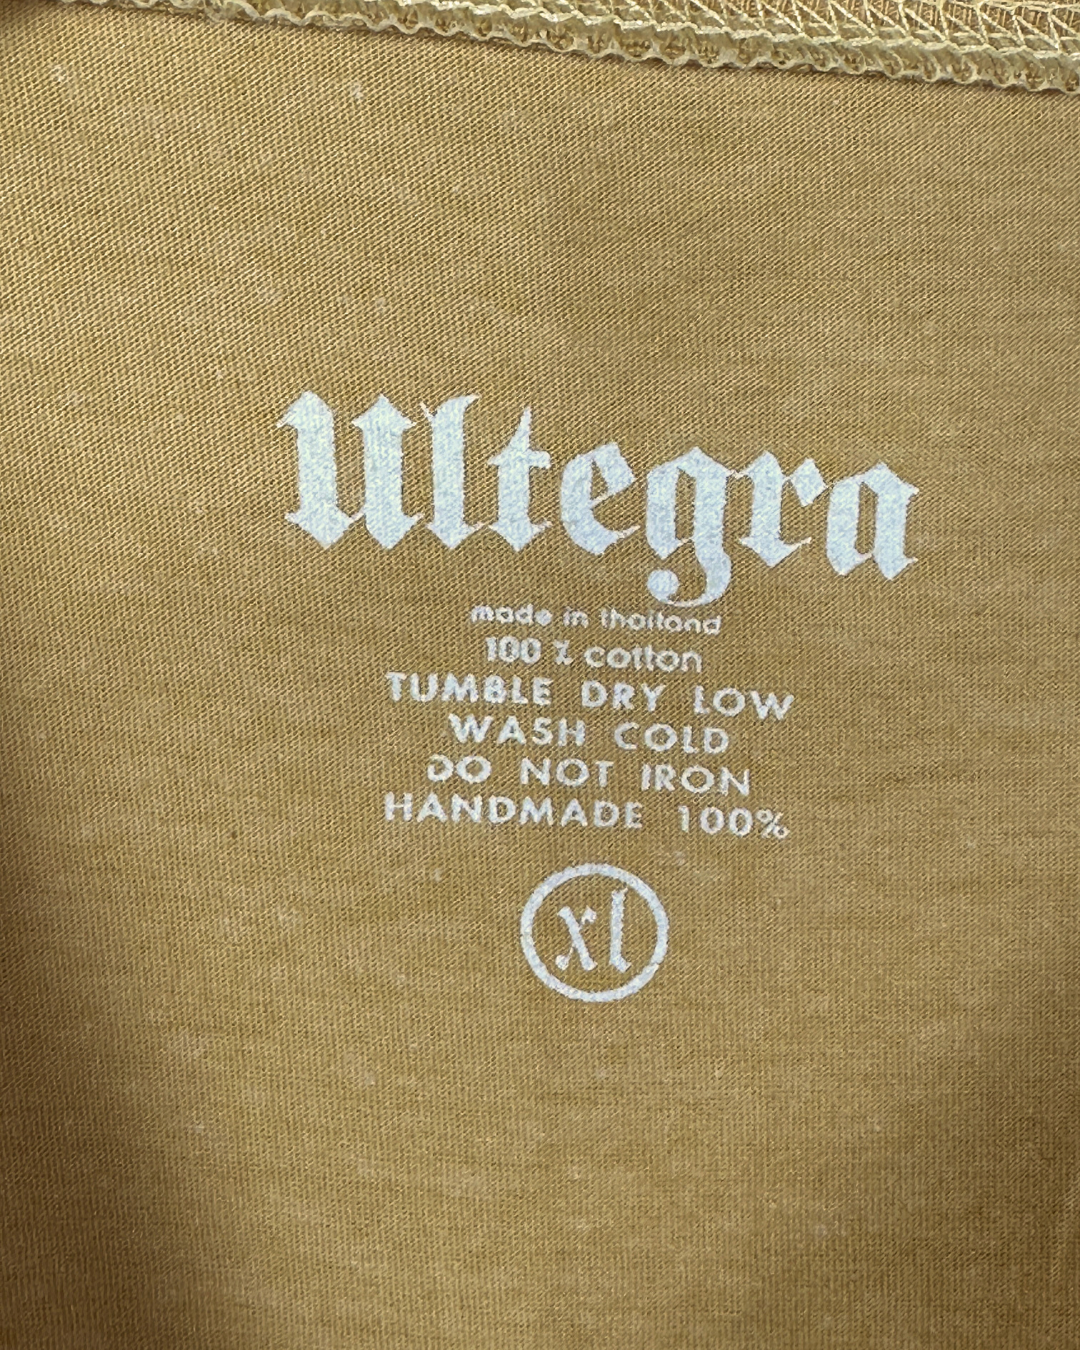 Ultegra
made in thailand
100 % cotton
TUMBLE DRY LOW
WASH COLD
DO NOT IRON
HANDMADE 100%
xl